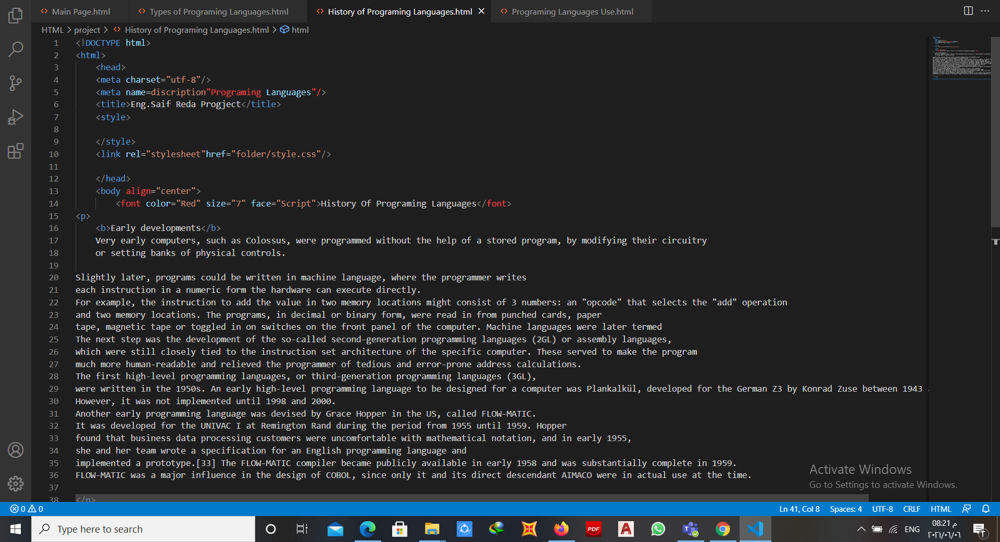 Main Page.html
Types of Programing Languages.html
History of Programing Languages.html
Programing Languages Use.html
HTML > project > History of Programing Languages.html > html
1 <!DOCTYPE html>
2 <html>
3 <head>
4 <meta charset="utf-8"/>
5 <meta name=discription"Programing Languages"/>
6 <title>Eng.Saif Reda Progject</title>
7 <style>
8
9 </style>
10 <link rel="stylesheet"href="folder/style.css"/>
11
12 </head>
13 <body align="center">
14 <font color="Red" size="7" face="Script">History Of Programing Languages</font>
15 <p>
16 <b>Early developments</b>
17 Very early computers, such as Colossus, were programmed without the help of a stored program, by modifying their circuitry
18 or setting banks of physical controls.
19
20 Slightly later, programs could be written in machine language, where the programmer writes
21 each instruction in a numeric form the hardware can execute directly.
22 For example, the instruction to add the value in two memory locations might consist of 3 numbers: an "opcode" that selects the "add" operation
23 and two memory locations. The programs, in decimal or binary form, were read in from punched cards, paper
24 tape, magnetic tape or toggled in on switches on the front panel of the computer. Machine languages were later termed
25 The next step was the development of the so-called second-generation programming languages (2GL) or assembly languages,
26 which were still closely tied to the instruction set architecture of the specific computer. These served to make the program
27 much more human-readable and relieved the programmer of tedious and error-prone address calculations.
28 The first high-level programming languages, or third-generation programming languages (3GL),
29 were written in the 1950s. An early high-level programming language to be designed for a computer was Plankalkül, developed for the German Z3 by Konrad Zuse between 1943
30 However, it was not implemented until 1998 and 2000.
31 Another early programming language was devised by Grace Hopper in the US, called FLOW-MATIC.
32 It was developed for the UNIVAC I at Remington Rand during the period from 1955 until 1959. Hopper
33 found that business data processing customers were uncomfortable with mathematical notation, and in early 1955,
34 she and her team wrote a specification for an English programming language and
35 implemented a prototype.[33] The FLOW-MATIC compiler became publicly available in early 1958 and was substantially complete in 1959.
36 FLOW-MATIC was a major influence in the design of COBOL, since only it and its direct descendant AIMACO were in actual use at the time.
37
38 </p>
Activate Windows
Go to Settings to activate Windows.
0 0
Ln 41, Col 8 Spaces: 4 UTF-8 CRLF HTML
Type here to search
PDF
ENG
08:21 م
٢٠٢١/٠٦/٠٦
٢